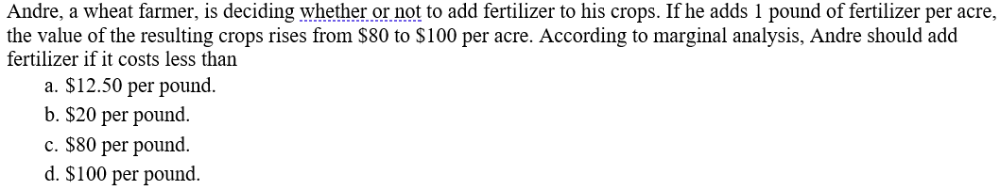 Andre, a wheat farmer, is deciding whether or not to add fertilizer to his crops. If he adds 1 pound of fertilizer per acre,
the value of the resulting crops rises from $80 to $100 per acre. According to marginal analysis, Andre should add
fertilizer if it costs less than
a. $12.50 per pound.
b. $20 per pound.
c. $80 per pound.
d. $100 per pound.